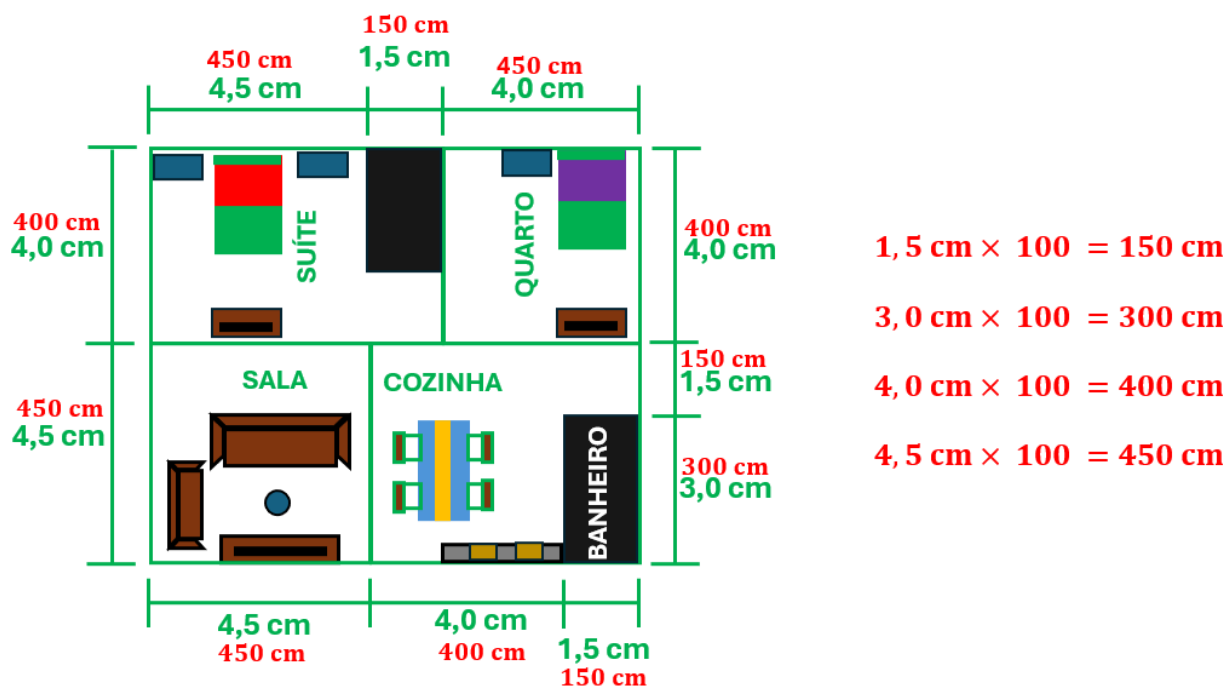 150 cm
1,5 cm
450 cm
4,5 cm
450 cm
4,0 cm
400 cm
4,0 cm
SUÍTE
QUARTO
400 cm
4,0 cm
1,5 cm × 100 = 150 cm
3,0 cm × 100 = 300 cm
4,0 cm × 100 = 400 cm
4,5 cm × 100 = 450 cm
150 cm
1,5 cm
SALA
COZINHA
450 cm
4,5 cm
300 cm
3,0 cm
BANHEIRO
4,5 cm
450 cm
4,0 cm
400 cm
1,5 cm
150 cm